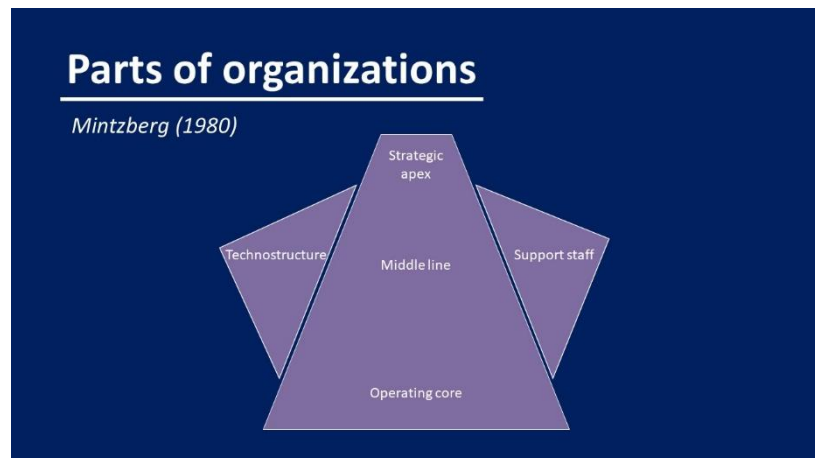 Parts of organizations
Mintzberg (1980)
Strategic
apex
Technostructure
Middle line
Support staff
Operating core